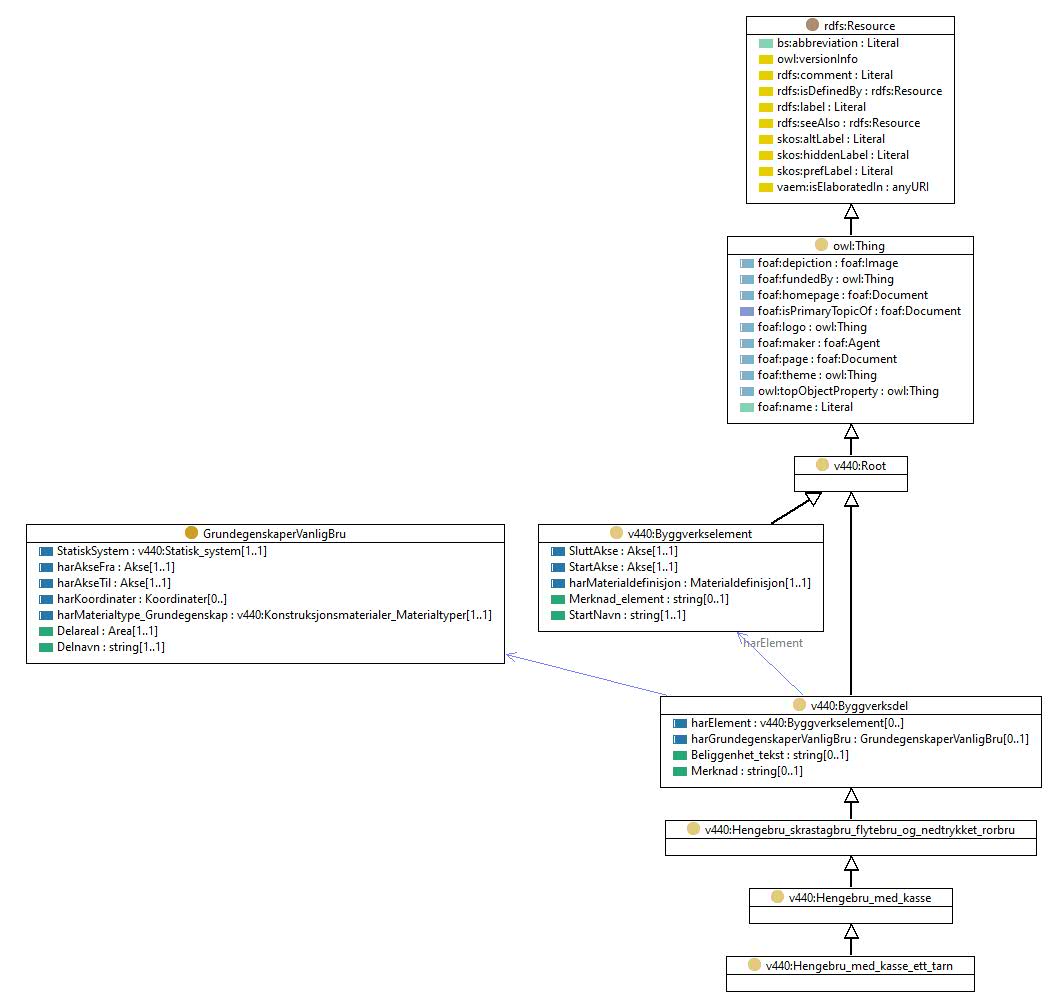 rdfs:Resource
bs:abbreviation : Literal
owl:versionInfo
rdfs:comment : Literal
rdfs:isDefinedBy : rdfs:Resource
rdfs:label : Literal
rdfs:seeAlso : rdfs:Resource
skos:altLabel : Literal
skos:hiddenLabel : Literal
skos:prefLabel : Literal
vaem:isElaboratedIn : anyURI
owl:Thing
foaf:depiction : foaf:Image
foaf:fundedBy : owl:Thing
foaf:homepage : foaf:Document
foaf:isPrimaryTopicOf : foaf:Document
foaf:logo : owl:Thing
foaf:maker : foaf:Agent
foaf:page : foaf:Document
foaf:theme : owl:Thing
owl:topObjectProperty : owl:Thing
foaf:name : Literal
v440:Root
GrundegenskaperVanligBru
StatiskSystem : v440:Statisk_system[1..1]
harAkseFra : Akse[1..1]
harAkseTil : Akse[1..1]
harKoordinater : Koordinater[0..]
harMaterialtype_Grundegenskap : v440:Konstruksjonsmaterialer_Materialtyper[1..1]
Delareal : Area[1..1]
Delnavn : string[1..1]
v440:Byggverkselement
SluttAkse : Akse[1..1]
StartAkse : Akse[1..1]
harMaterialdefinisjon : Materialdefinisjon[1..1]
Merknad_element : string[0..1]
StartNavn : string[1..1]
harElement
v440:Byggverksdel
harElement : v440:Byggverkselement[0..]
harGrundegenskaperVanligBru : GrundegenskaperVanligBru[0..1]
Beliggenhet_tekst : string[0..1]
Merknad : string[0..1]
v440:Hengebru_skrastagbru_flytebru_og_nedtrykket_rorbru
v440:Hengebru_med_kasse
v440:Hengebru_med_kasse_ett_tarn